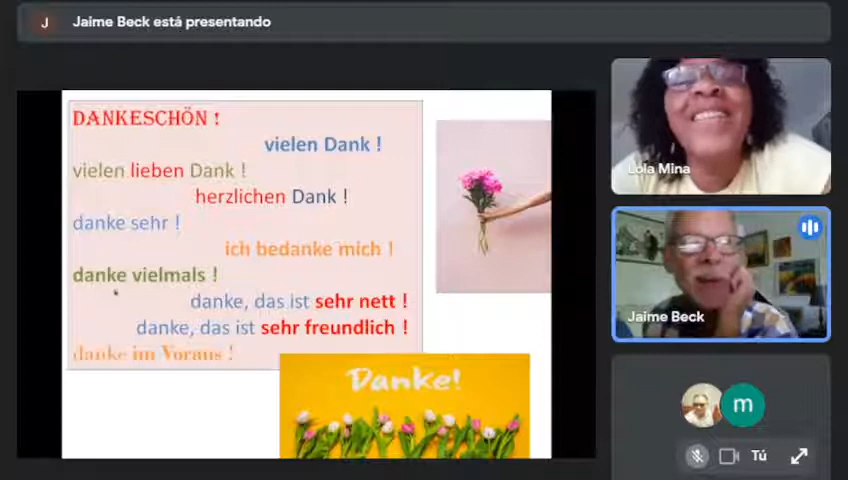 J
Jaime Beck está presentando
DANKESCHÖN !
vielen Dank !
vielen lieben Dank !
herzlichen Dank !
danke sehr !
ich bedanke mich !
danke vielmals !
danke, das ist sehr nett !
danke, das ist sehr freundlich !
danke im Voraus !
Danke!
Lola Mina
Jaime Beck
m
Tú